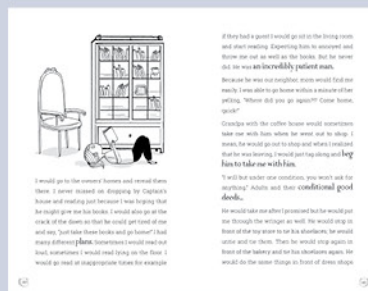 I would go to the owners' homes and reread them
there. I never missed on dropping by Captain's
house and reading just because I was hoping that
he might give me his books. I would also go at the
crack of the dawn so that he could get tired of me
and say, "just take these books and go home!" I had
many different plans. Sometimes I would read out
loud, sometimes I would read lying on the floor. I
would go read at inappropriate times for example
if they had a guest I would go sit in the living room
and start reading. Expecting him to annoyed and
throw me out as well as the books. But he never
did. He was an incredibly patient man.
Because he was our neighbor, mom would find me
easily. I was able to go home within a minute of her
yelling, "Where did you go again??? Come home,
quick!"
Grandpa with the coffee house would sometimes
take me with him when he went out to shop. I
mean, he would go out to shop and when I realized
that he was leaving, I would just tag along and beg
him to take me with him.
"I will but under one condition, you won't ask for
anything." Adults and their conditional good
deeds...
He would take me after I promised but he would put
me through the wringer as well. He would stop in
front of the toy store to tie his shoelaces, he would
untie and tie them. Then he would stop again in
front of the bakery and tie his shoelaces again. He
would do the same things in front of dress shops